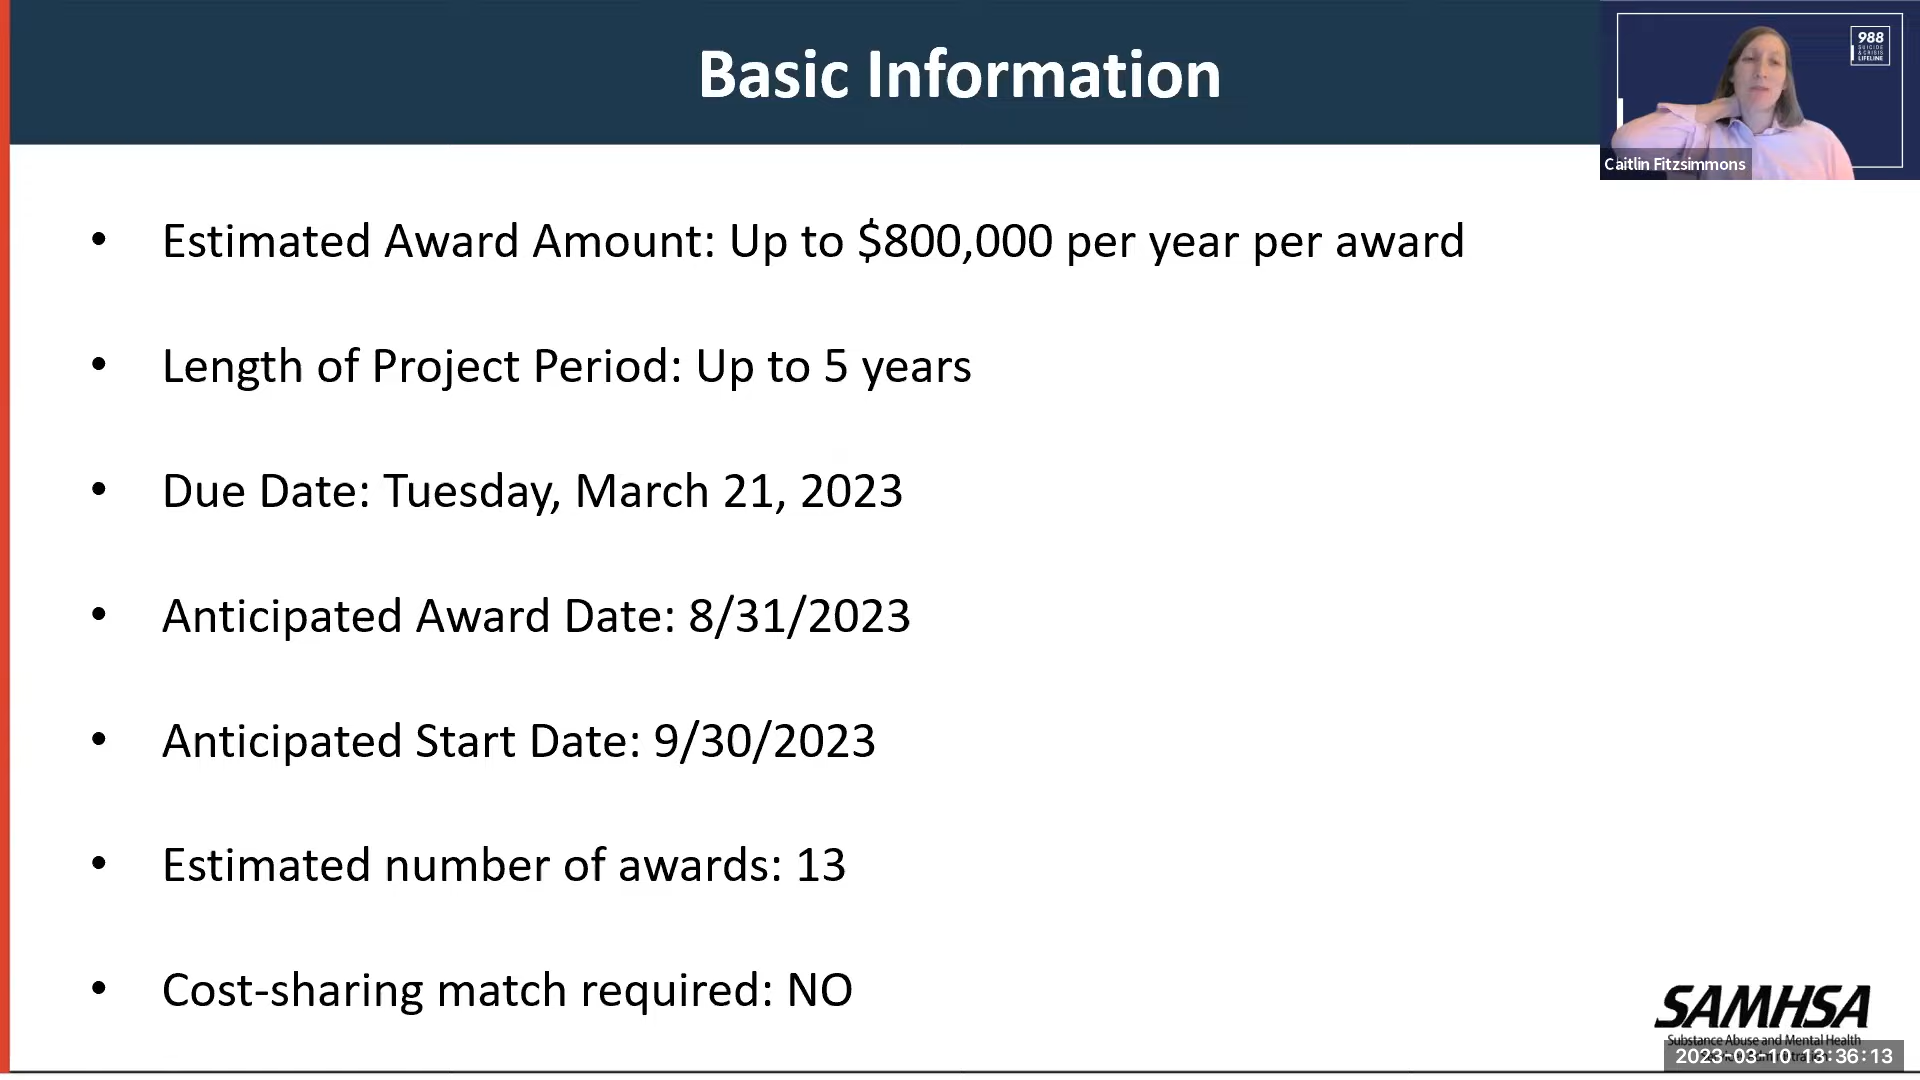 Basic Information
988
SUICIDE
& CRISIS
LIFELINE
Caitlin Fitzsimmons
• Estimated Award Amount: Up to $800,000 per year per award
• Length of Project Period: Up to 5 years
• Due Date: Tuesday, March 21, 2023
• Anticipated Award Date: 8/31/2023
• Anticipated Start Date: 9/30/2023
• Estimated number of awards: 13
• Cost-sharing match required: NO
SAMHSA
Substance Abuse and Mental Health
2023-03-10 13:36:13